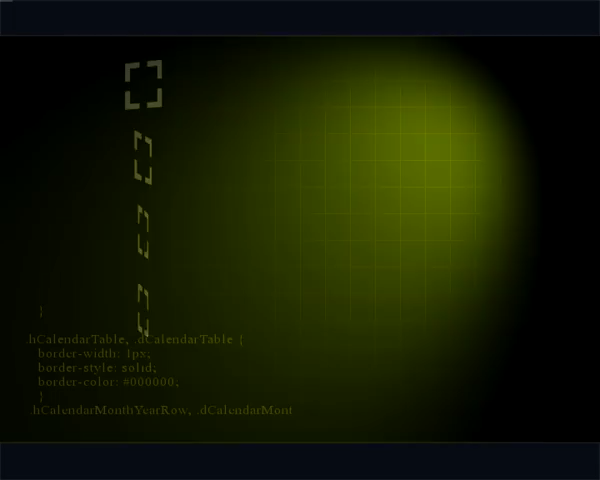 }
.hCalendarTable, .dCalendarTable {
border-width: 1px;
border-style: solid;
border-color: #000000;
}
.hCalendarMonthYearRow, .dCalendarMont